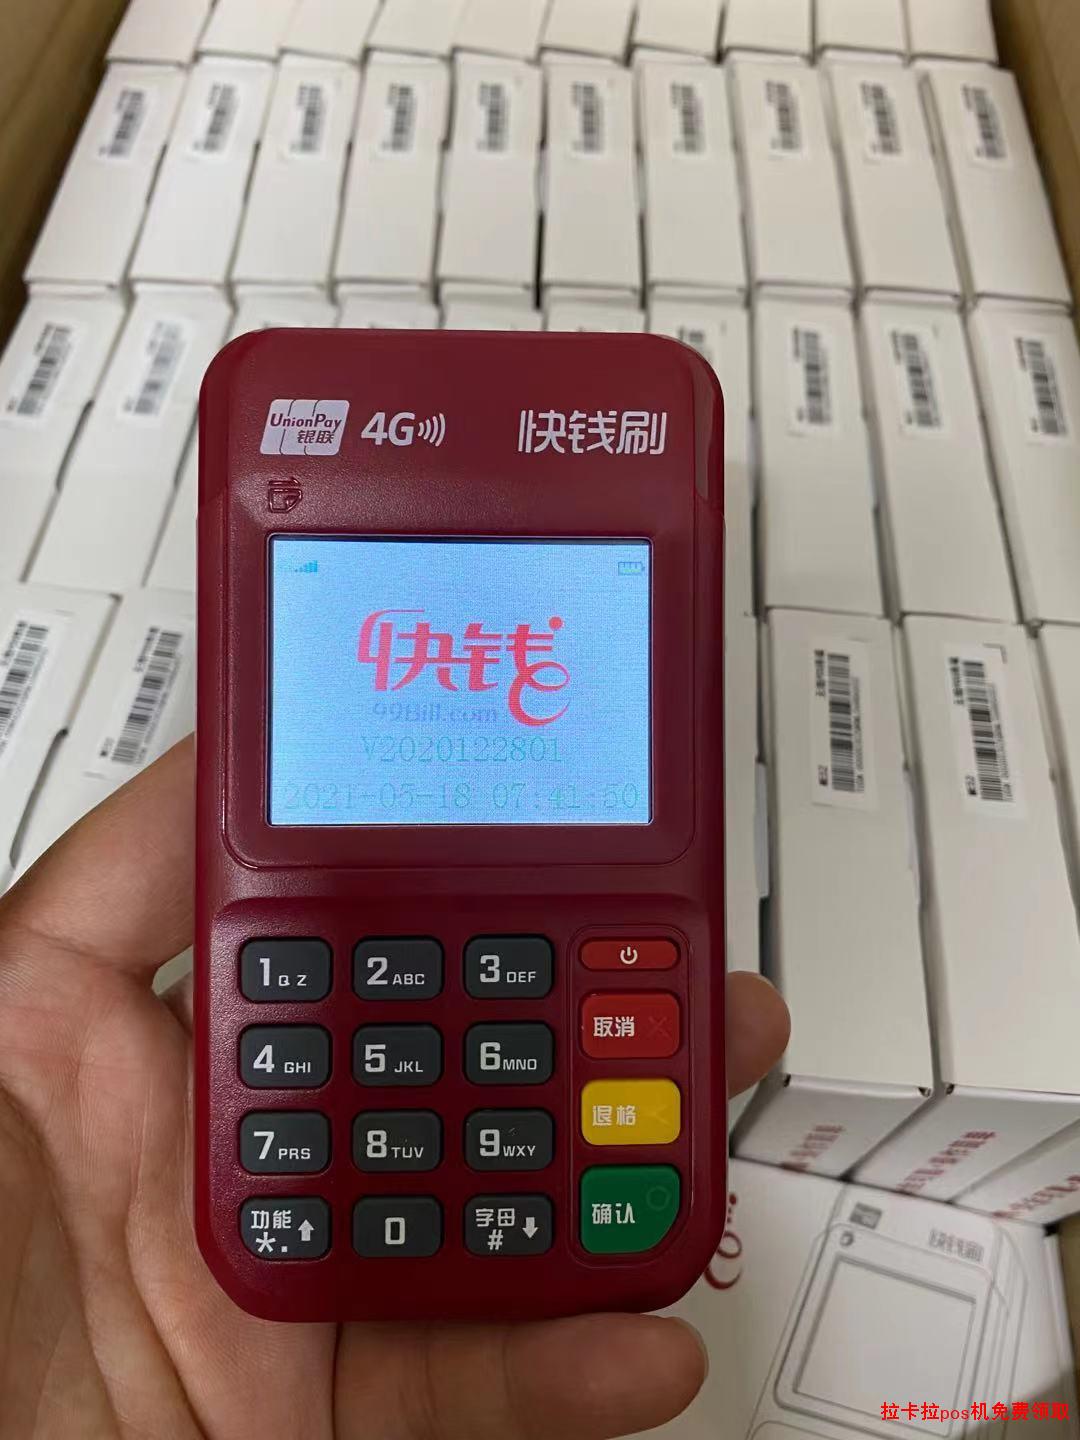 UnionPay
银联
4G
快钱刷
快钱
99Bill.com
V2020122801
2021-05-18 07:41:50
1 QZ
2 ABC
3 DEF
取消
4 GHI
5 JKL
6 MNO
退格
7 PRS
8 TUV
9 WXY
确认
功能
*.
0
字母
#
快钱刷
拉卡拉pos机免费领取